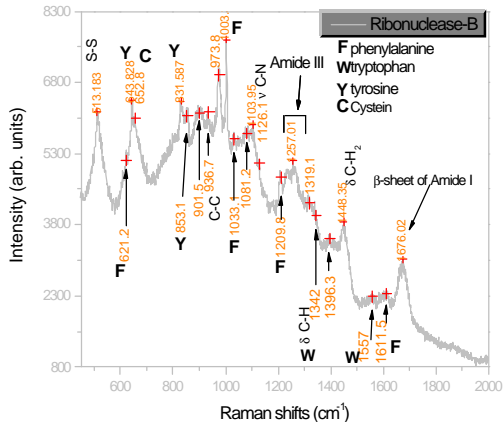 Ribonuclease-B
F phenylalanine
W tryptophan
Y tyrosine
C Cystein
Intensity (arb. units)
7800
6800
5300
3800
2300
800
S-S
513.183
Y
643.828
C
652.8
Y
831.587
973.8
F
1003
ν C-N
1103.95
1126.1
Amide III
1257.01
1319.1
δ C-H₂
1448.35
β-sheet of Amide I
1676.02
621.2
F
853.1
Y
901.5
936.7
C-C
1033.1
F
1081.2
1209.8
F
1342
δ C-H
W
1396.3
1557
W
1611.5
F
600
800
1000
1200
1400
1600
1800
2000
Raman shifts (cm⁻¹)